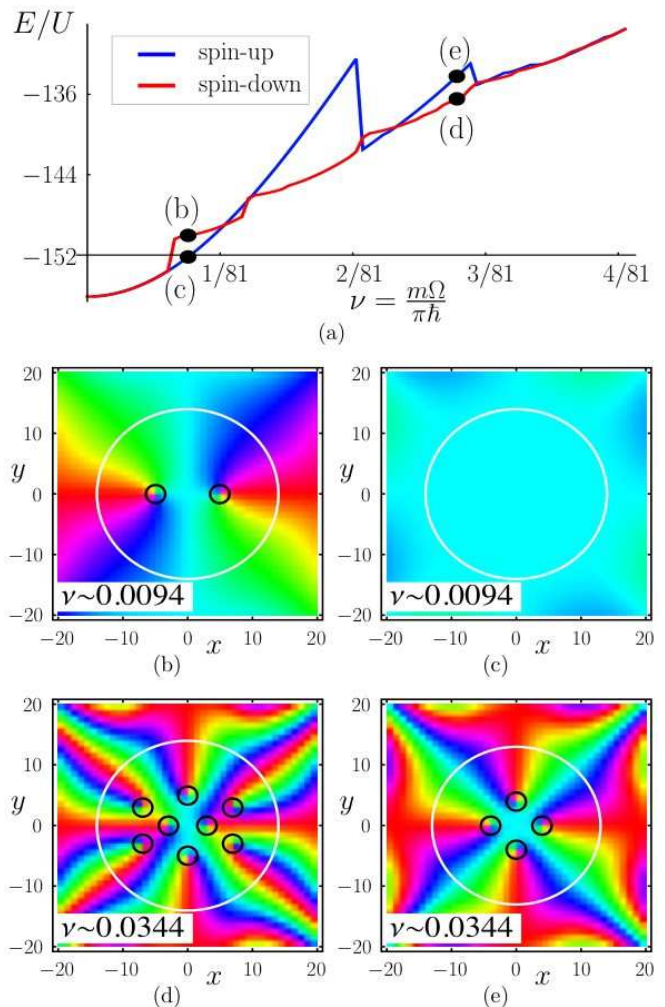 E/U
spin-up
spin-down
−136
−144
−152
(b)
(c)
(e)
(d)
1/81 2/81 3/81 4/81
ν = mΩ/πℏ
(a)
20
10
y 0
−10
−20
ν~0.0094
−20 −10 0 x 10 20
(b)
20
10
y 0
−10
−20
ν~0.0094
−20 −10 0 x 10 20
(c)
20
10
y 0
−10
−20
ν~0.0344
−20 −10 0 x 10 20
(d)
20
10
y 0
−10
−20
ν~0.0344
−20 −10 0 x 10 20
(e)